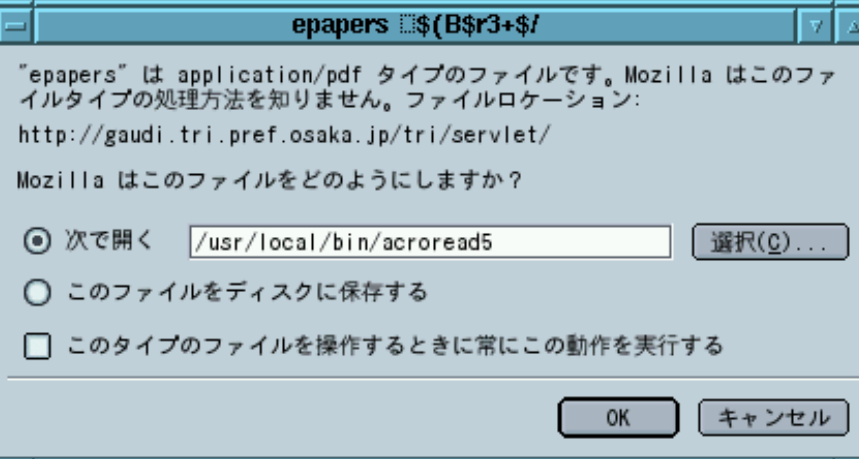 epapers $(B$r3+$/
"epapers" は application/pdf タイプのファイルです。Mozilla はこのファ
イルタイプの処理方法を知りません。ファイルロケーション:
http://gaudi.tri.pref.osaka.jp/tri/servlet/
Mozilla はこのファイルをどのようにしますか?
次で開く /usr/local/bin/acroread5 選択(C)...
このファイルをディスクに保存する
このタイプのファイルを操作するときに常にこの動作を実行する
OK キャンセル